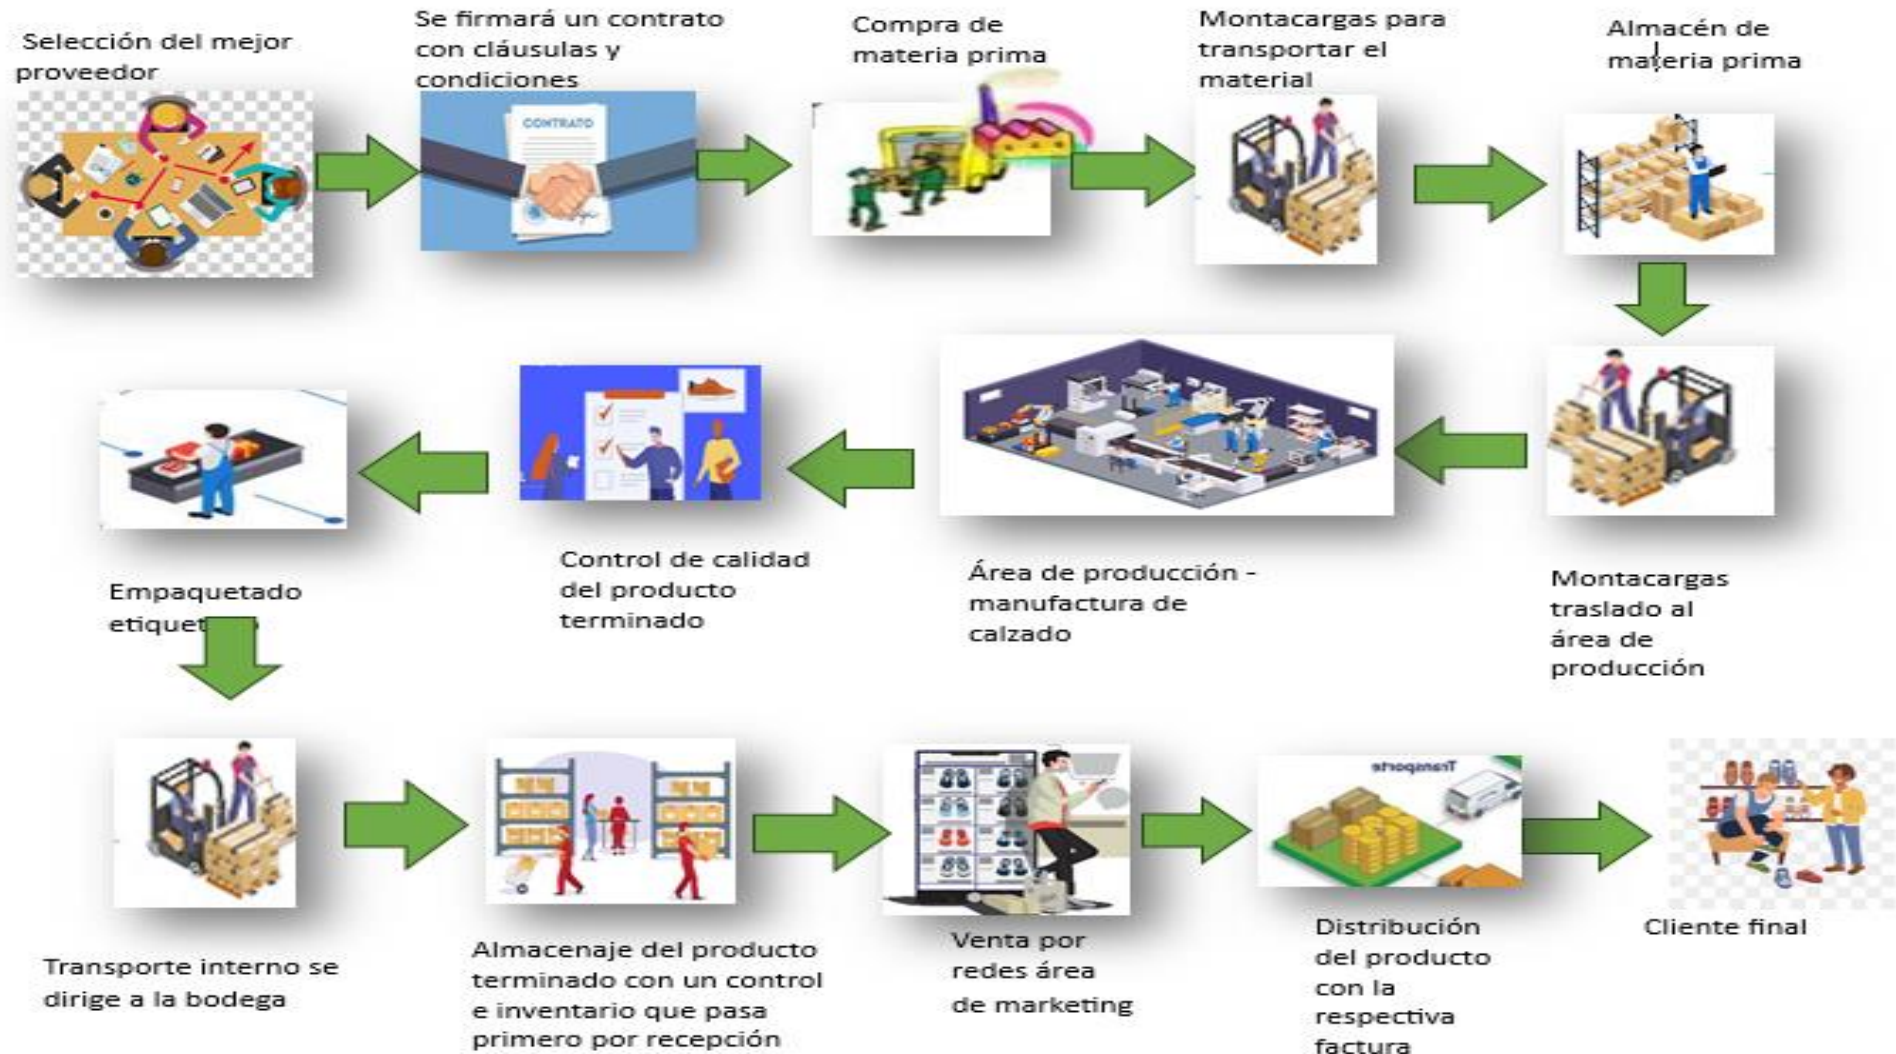 Selección del mejor
proveedor
Se firmará un contrato
con cláusulas y
condiciones
CONTRATO
Compra de
materia prima
Montacargas para
transportar el
material
Almacén de
materia prima
Montacargas
traslado al
área de
producción
Área de producción -
manufactura de
calzado
Control de calidad
del producto
terminado
Empaquetado
Transporte interno se
dirige a la bodega
Almacenaje del producto
terminado con un control
e inventario que pasa
primero por recepción
Venta por
redes área
de marketing
Transporte
Distribución
del producto
con la
respectiva
factura
Cliente final